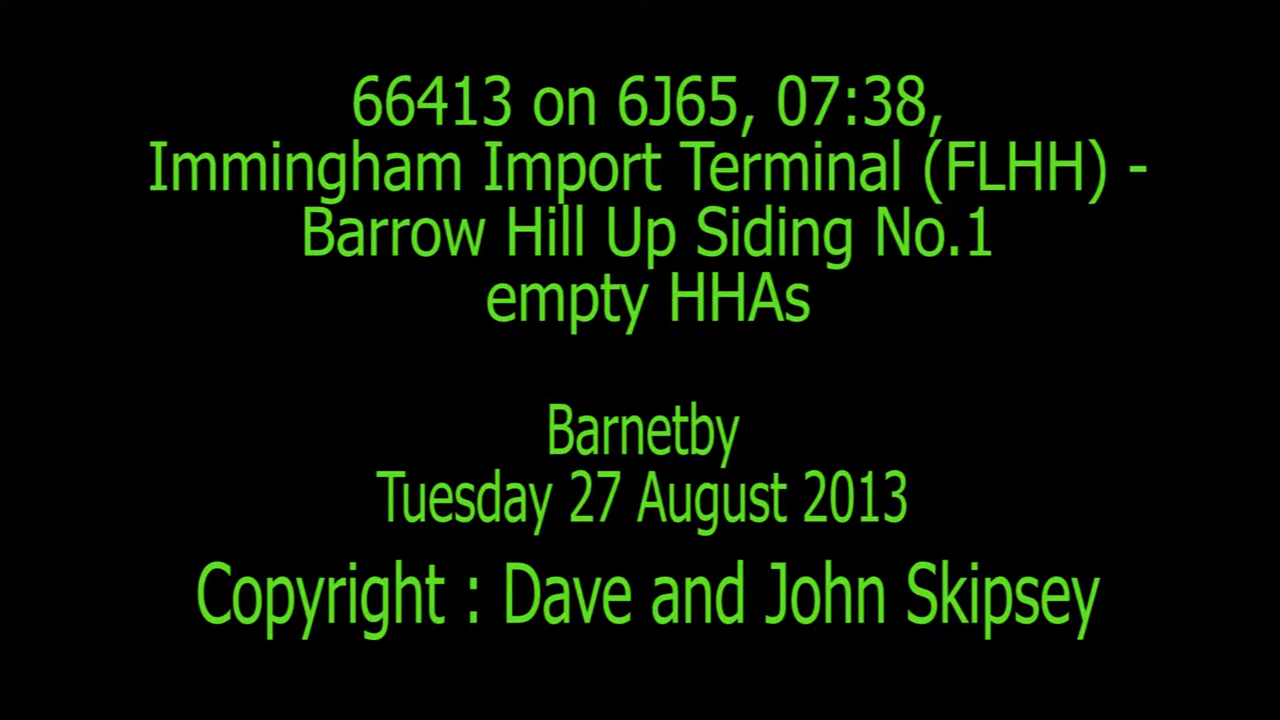 66413 on 6J65, 07:38,
Immingham Import Terminal (FLHH) -
Barrow Hill Up Siding No.1
empty HHAs
Barnetby
Tuesday 27 August 2013
Copyright : Dave and John Skipsey